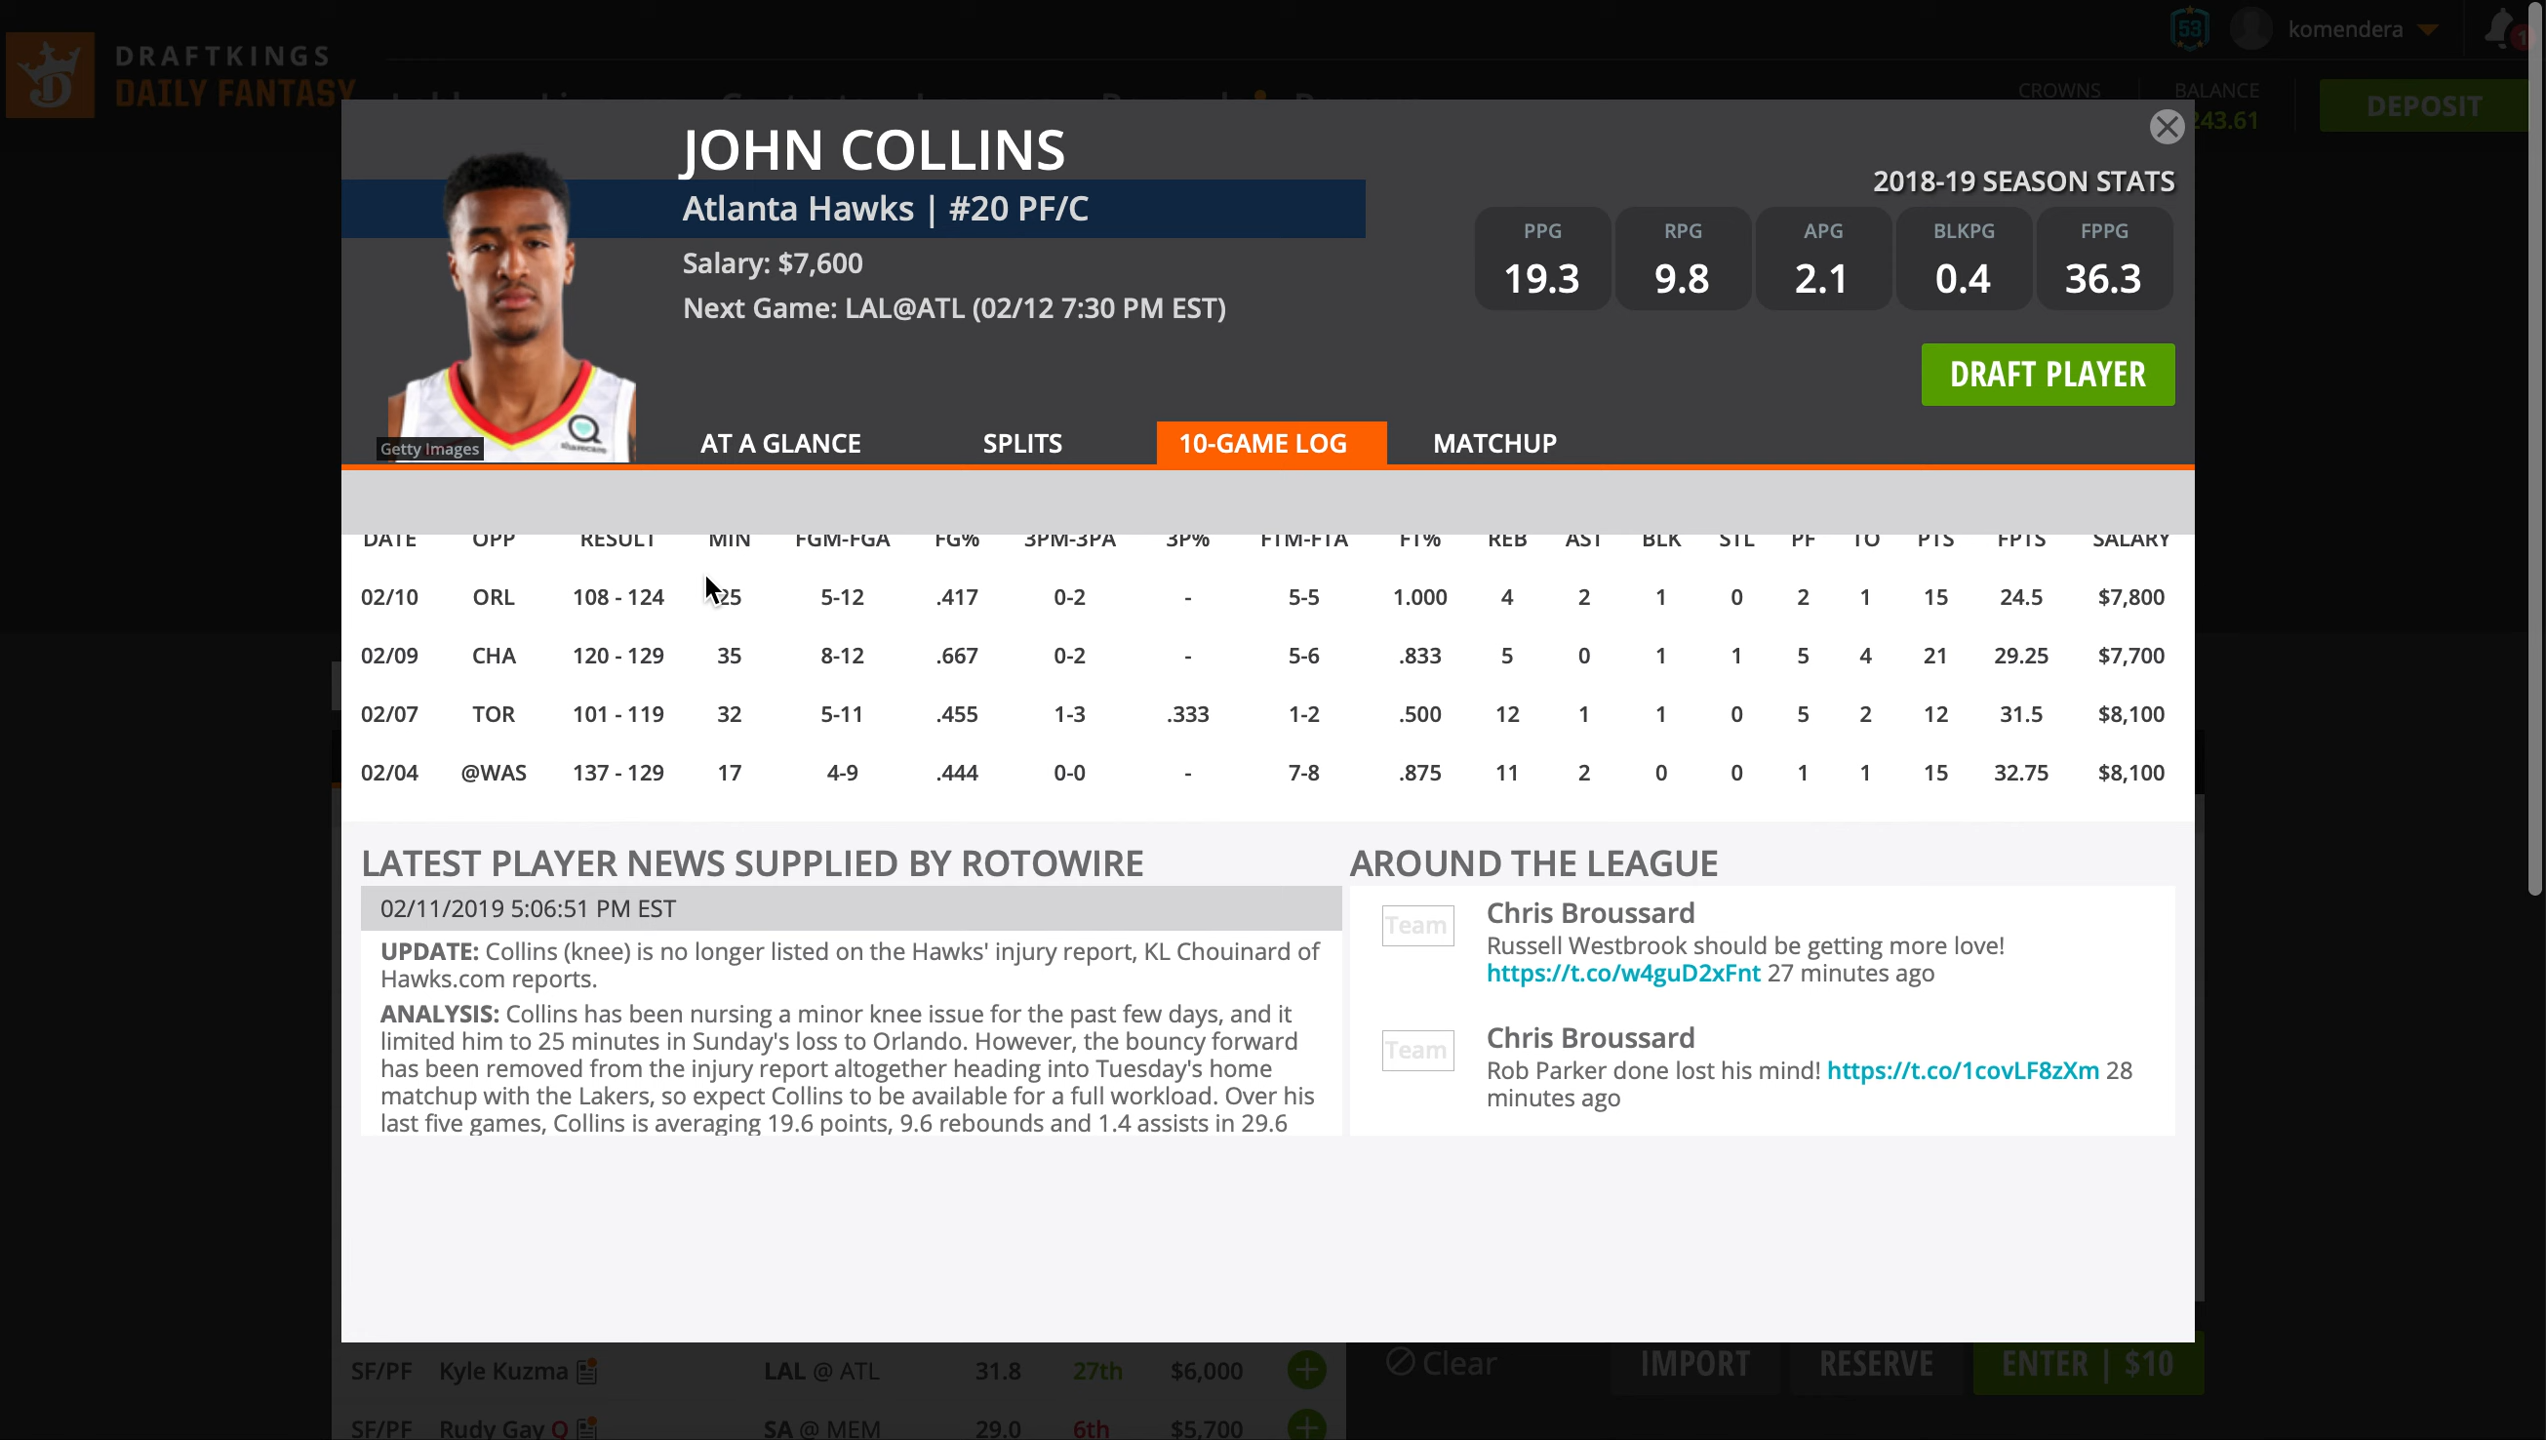 53 komendera 1
DRAFTKINGS
DAILY FANTASY
CROWNS BALANCE
243.61
DEPOSIT
JOHN COLLINS
Atlanta Hawks | #20 PF/C
Salary: $7,600
Next Game: LAL@ATL (02/12 7:30 PM EST)
2018-19 SEASON STATS
PPG RPG APG BLKPG FPPG
19.3 9.8 2.1 0.4 36.3
DRAFT PLAYER
Getty Images
AT A GLANCE SPLITS 10-GAME LOG MATCHUP
DATE OPP RESULT MIN FGM-FGA FG% 3PM-3PA 3P% FTM-FTA FT% REB AST BLK STL PF TO PTS FPTS SALARY
02/10 ORL 108 - 124 25 5-12 .417 0-2 - 5-5 1.000 4 2 1 0 2 1 15 24.5 $7,800
02/09 CHA 120 - 129 35 8-12 .667 0-2 - 5-6 .833 5 0 1 1 5 4 21 29.25 $7,700
02/07 TOR 101 - 119 32 5-11 .455 1-3 .333 1-2 .500 12 1 1 0 5 2 12 31.5 $8,100
02/04 @WAS 137 - 129 17 4-9 .444 0-0 - 7-8 .875 11 2 0 0 1 1 15 32.75 $8,100
LATEST PLAYER NEWS SUPPLIED BY ROTOWIRE
02/11/2019 5:06:51 PM EST
UPDATE: Collins (knee) is no longer listed on the Hawks' injury report, KL Chouinard of
Hawks.com reports.
ANALYSIS: Collins has been nursing a minor knee issue for the past few days, and it
limited him to 25 minutes in Sunday's loss to Orlando. However, the bouncy forward
has been removed from the injury report altogether heading into Tuesday's home
matchup with the Lakers, so expect Collins to be available for a full workload. Over his
last five games, Collins is averaging 19.6 points, 9.6 rebounds and 1.4 assists in 29.6
AROUND THE LEAGUE
Team
Chris Broussard
Russell Westbrook should be getting more love!
https://t.co/w4guD2xFnt 27 minutes ago
Team
Chris Broussard
Rob Parker done lost his mind! https://t.co/1covLF8zXm 28
minutes ago
SF/PF Kyle Kuzma LAL @ ATL 31.8 27th $6,000
SF/PF Rudy Gay Q SA @ MEM 29.0 6th $5,700
Clear IMPORT RESERVE ENTER | $10